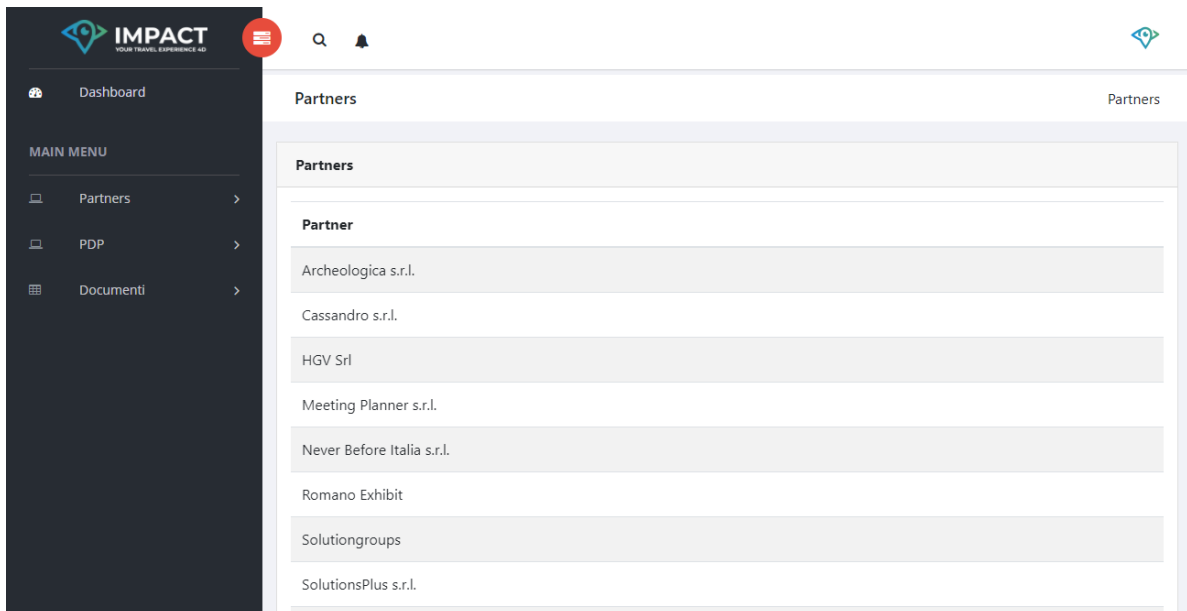 IMPACT
YOUR TRAVEL EXPERIENCE 4D
Dashboard
MAIN MENU
Partners
PDP
Documenti
Partners
Partners
Partners
Partner
Archeologica s.r.l.
Cassandro s.r.l.
HGV Srl
Meeting Planner s.r.l.
Never Before Italia s.r.l.
Romano Exhibit
Solutiongroups
SolutionsPlus s.r.l.